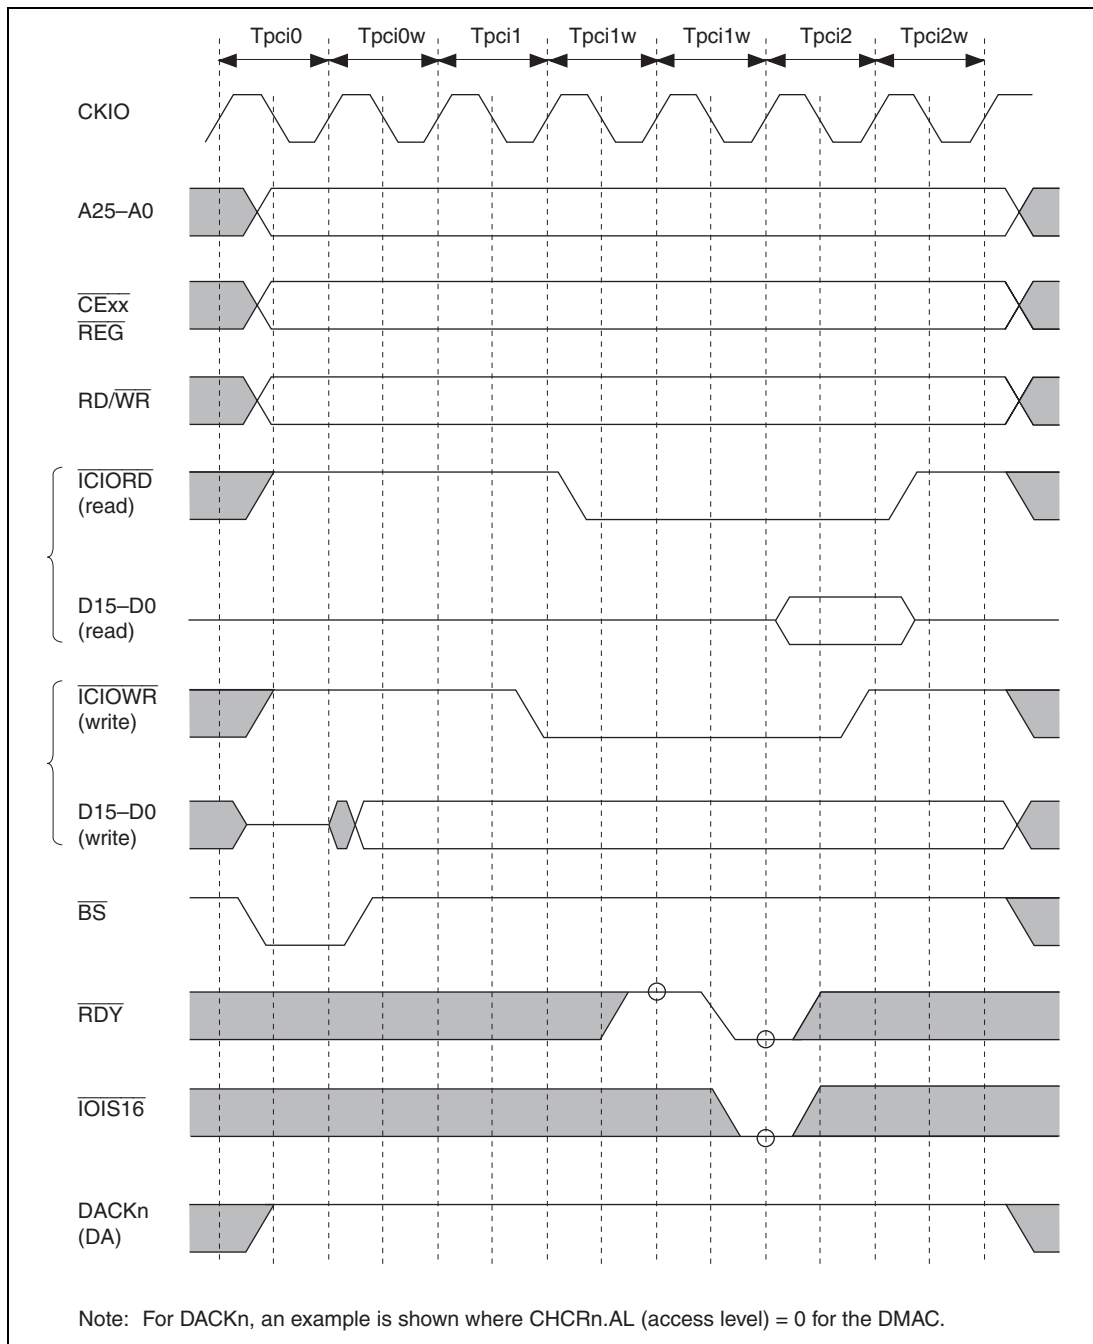 Tpci0 Tpci0w Tpci1 Tpci1w Tpci1w Tpci2 Tpci2w
CKIO
A25–A0
CExx
REG
RD/WR
ICIORD
(read)
D15–D0
(read)
ICIOWR
(write)
D15–D0
(write)
BS
RDY
IOIS16
DACKn
(DA)
Note: For DACKn, an example is shown where CHCRn.AL (access level) = 0 for the DMAC.